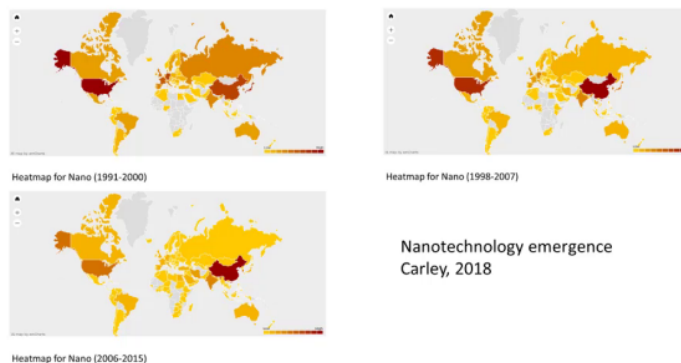 Heatmap for Nano (1991-2000)
Heatmap for Nano (1998-2007)
Nanotechnology emergence
Carley, 2018
Heatmap for Nano (2006-2015)